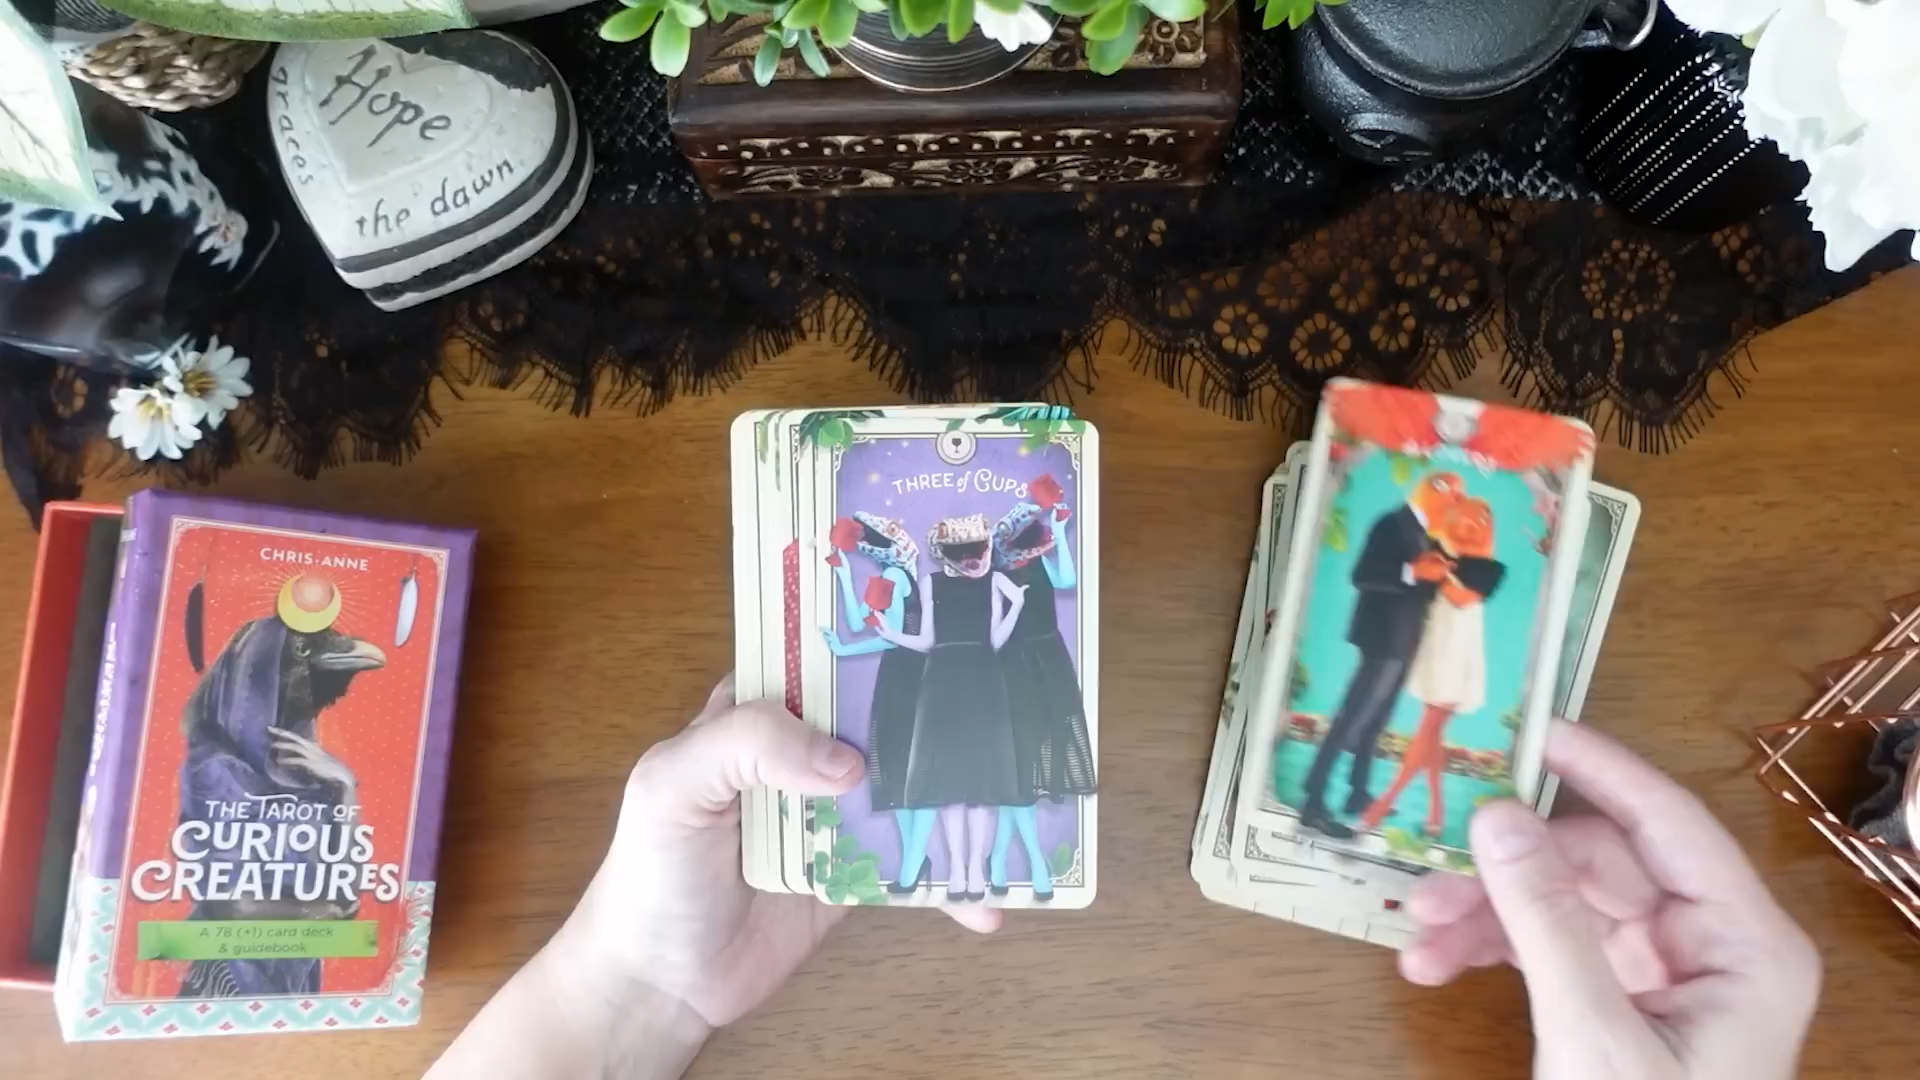 Hope
graces
the dawn
THREE of CUPS
CHRIS-ANNE
THE TAROT OF
CURIOUS
CREATURES
A 78 (+1) card deck
& guidebook